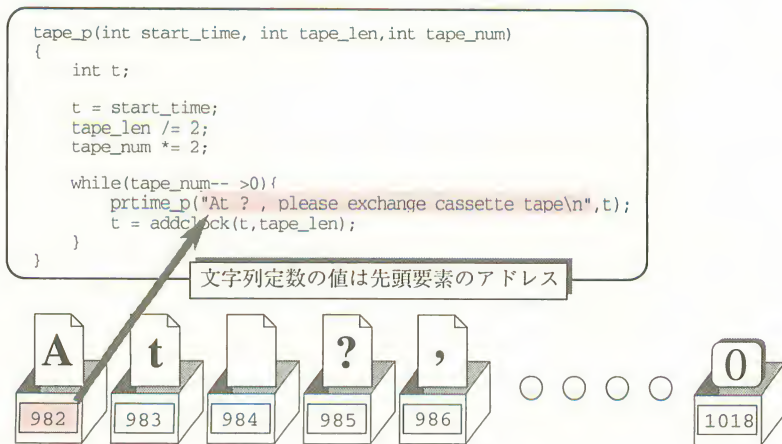 tape_p(int start_time, int tape_len,int tape_num)
{
    int t;

    t = start_time;
    tape_len /= 2;
    tape_num *= 2;

    while(tape_num-- >0){
        prtime_p("At ? , please exchange cassette tape\n",t);
        t = addclock(t,tape_len);
    }
}
文字列定数の値は先頭要素のアドレス
A t ? , 0
982 983 984 985 986 1018